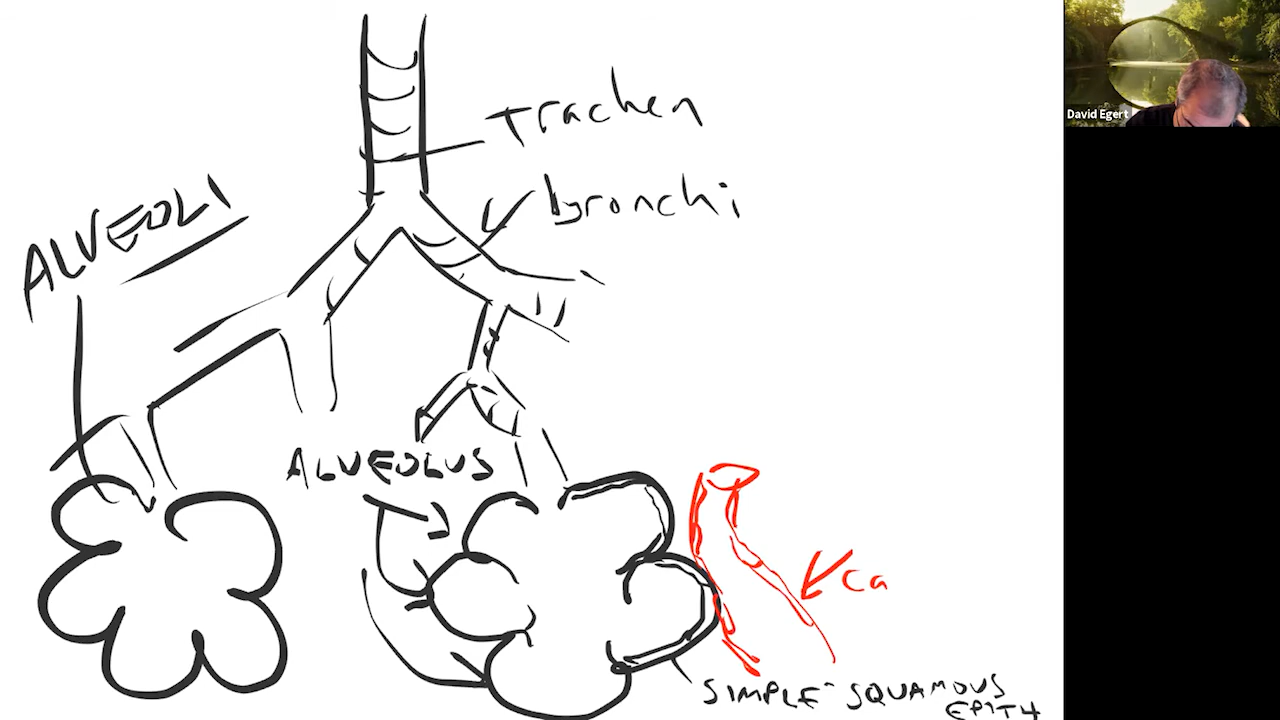 Trachea
bronchi
ALVEOLI
ALVEOLUS
Ca
SIMPLE SQUAMOUS
EPITH
David Egert